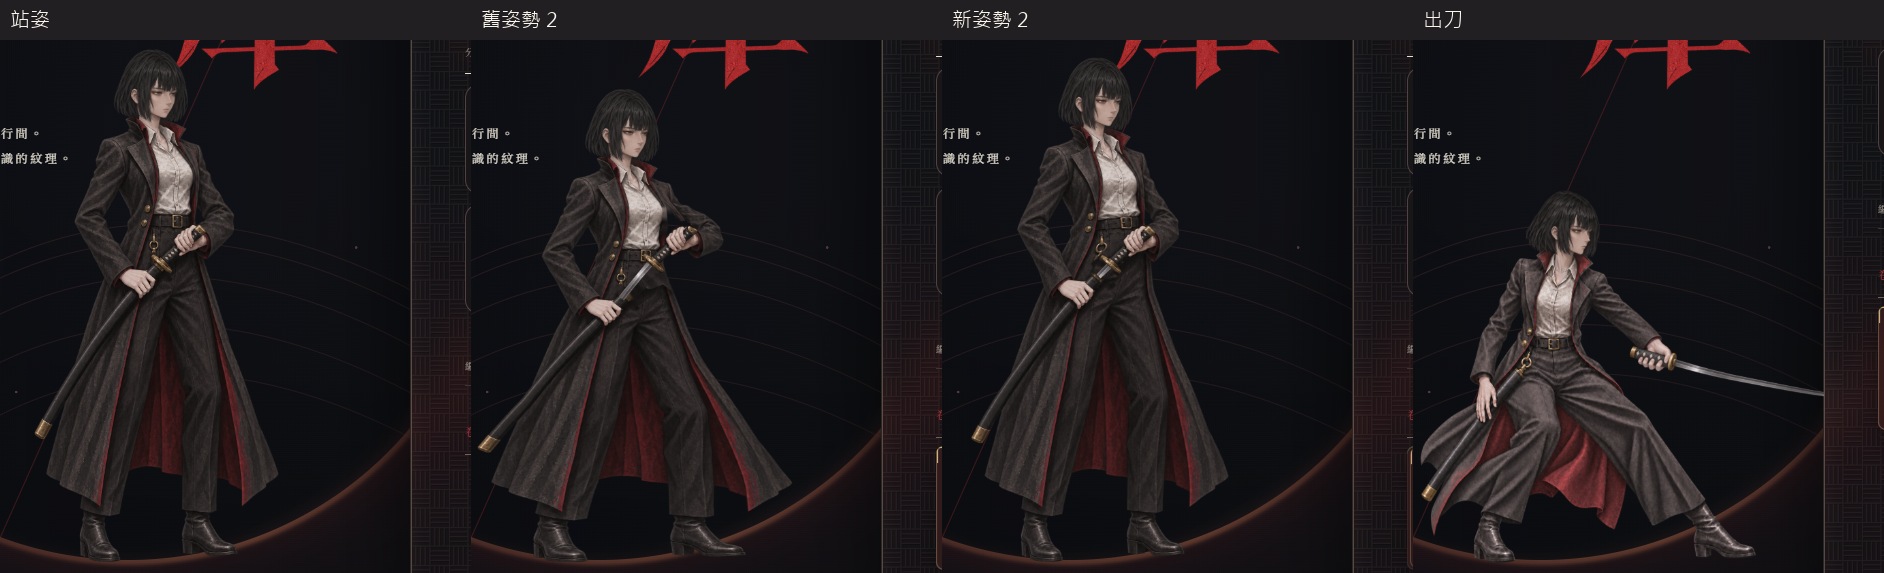 站姿
舊姿勢 2
新姿勢 2
出刀
行間。
識的紋理。
行間。
識的紋理。
行間。
識的紋理。
行間。
識的紋理。